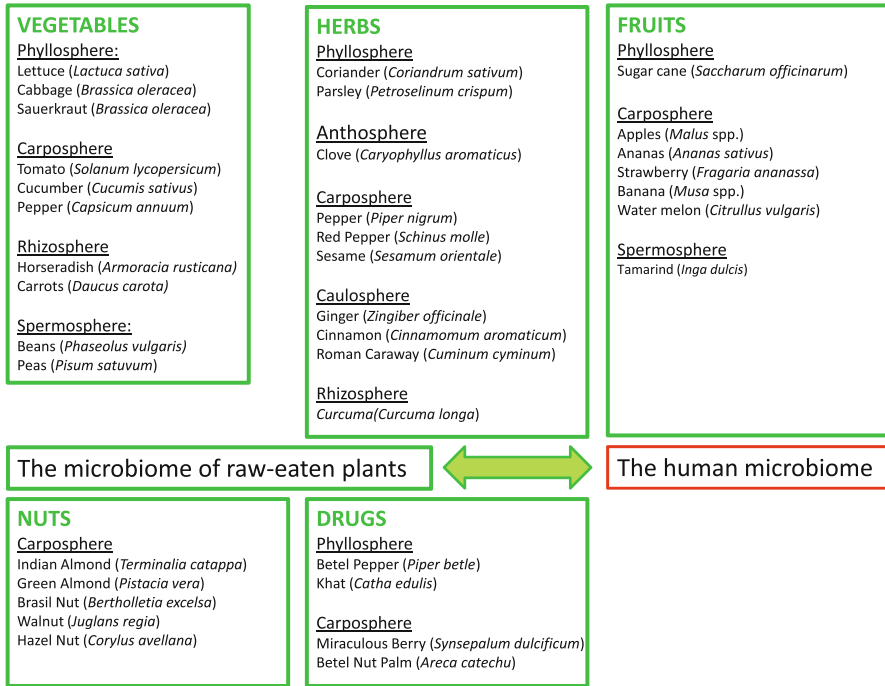 VEGETABLES
Phyllosphere:
Lettuce (Lactuca sativa)
Cabbage (Brassica oleracea)
Sauerkraut (Brassica oleracea)
Carposphere
Tomato (Solanum lycopersicum)
Cucumber (Cucumis sativus)
Pepper (Capsicum annuum)
Rhizosphere
Horseradish (Armoracia rusticana)
Carrots (Daucus carota)
Spermosphere:
Beans (Phaseolus vulgaris)
Peas (Pisum satuvum)
HERBS
Phyllosphere
Coriander (Coriandrum sativum)
Parsley (Petroselinum crispum)
Anthosphere
Clove (Caryophyllus aromaticus)
Carposphere
Pepper (Piper nigrum)
Red Pepper (Schinus molle)
Sesame (Sesamum orientale)
Caulosphere
Ginger (Zingiber officinale)
Cinnamon (Cinnamomum aromaticum)
Roman Caraway (Cuminum cyminum)
Rhizosphere
Curcuma(Curcuma longa)
FRUITS
Phyllosphere
Sugar cane (Saccharum officinarum)
Carposphere
Apples (Malus spp.)
Ananas (Ananas sativus)
Strawberry (Fragaria ananassa)
Banana (Musa spp.)
Water melon (Citrullus vulgaris)
Spermosphere
Tamarind (Inga dulcis)
The microbiome of raw-eaten plants
The human microbiome
NUTS
Carposphere
Indian Almond (Terminalia catappa)
Green Almond (Pistacia vera)
Brasil Nut (Bertholletia excelsa)
Walnut (Juglans regia)
Hazel Nut (Corylus avellana)
DRUGS
Phyllosphere
Betel Pepper (Piper betle)
Khat (Catha edulis)
Carposphere
Miraculous Berry (Synsepalum dulcificum)
Betel Nut Palm (Areca catechu)